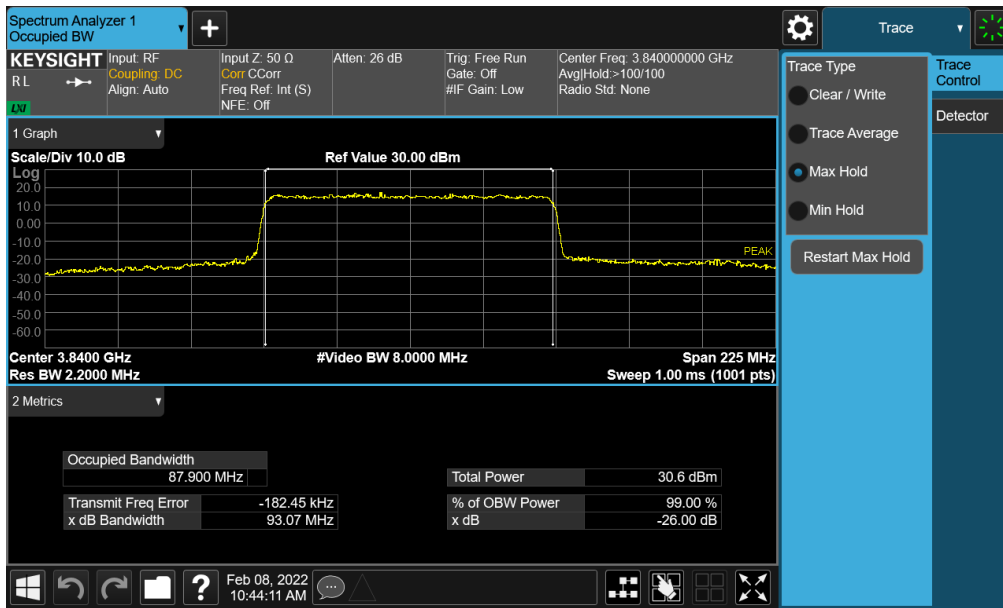 Spectrum Analyzer 1
Occupied BW
Trace
KEYSIGHT
R L
LXI
Input: RF
Coupling: DC
Align: Auto
Input Z: 50 Ω
Corr CCorr
Freq Ref: Int (S)
NFE: Off
Atten: 26 dB
Trig: Free Run
Gate: Off
#IF Gain: Low
Center Freq: 3.840000000 GHz
Avg|Hold:>100/100
Radio Std: None
Trace Type
Clear / Write
Trace Average
Max Hold
Min Hold
Restart Max Hold
Trace
Control
Detector
1 Graph
Scale/Div 10.0 dB
Ref Value 30.00 dBm
Log
20.0
10.0
0.00
-10.0
-20.0
-30.0
-40.0
-50.0
-60.0
PEAK
Center 3.8400 GHz
#Video BW 8.0000 MHz
Span 225 MHz
Res BW 2.2000 MHz
Sweep 1.00 ms (1001 pts)
2 Metrics
Occupied Bandwidth
87.900 MHz
Total Power 30.6 dBm
Transmit Freq Error -182.45 kHz
% of OBW Power 99.00 %
x dB Bandwidth 93.07 MHz
x dB -26.00 dB
Feb 08, 2022
10:44:11 AM